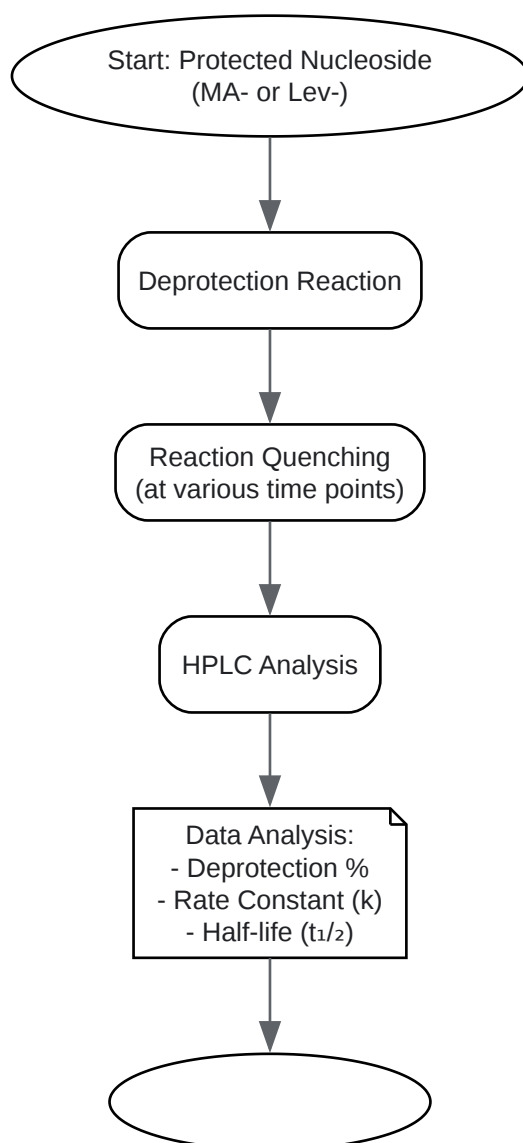 Start: Protected Nucleoside
(MA- or Lev-)
Deprotection Reaction
Reaction Quenching
(at various time points)
HPLC Analysis
Data Analysis:
- Deprotection %
- Rate Constant (k)
- Half-life (t₁/₂)